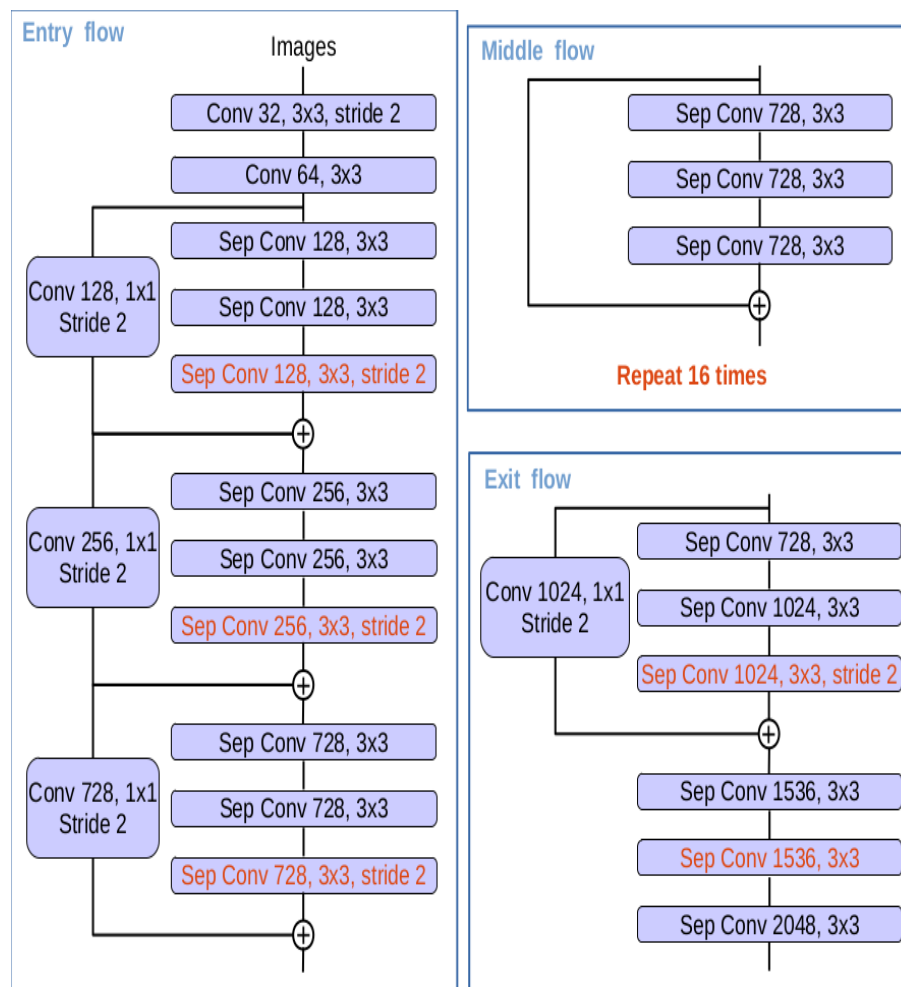 Entry flow
Images
Conv 32, 3x3, stride 2
Conv 64, 3x3
Sep Conv 128, 3x3
Conv 128, 1x1
Stride 2
Sep Conv 128, 3x3
Sep Conv 128, 3x3, stride 2
Sep Conv 256, 3x3
Conv 256, 1x1
Stride 2
Sep Conv 256, 3x3
Sep Conv 256, 3x3, stride 2
Sep Conv 728, 3x3
Conv 728, 1x1
Stride 2
Sep Conv 728, 3x3
Sep Conv 728, 3x3, stride 2
Middle flow
Sep Conv 728, 3x3
Sep Conv 728, 3x3
Sep Conv 728, 3x3
Repeat 16 times
Exit flow
Sep Conv 728, 3x3
Conv 1024, 1x1
Stride 2
Sep Conv 1024, 3x3
Sep Conv 1024, 3x3, stride 2
Sep Conv 1536, 3x3
Sep Conv 1536, 3x3
Sep Conv 2048, 3x3